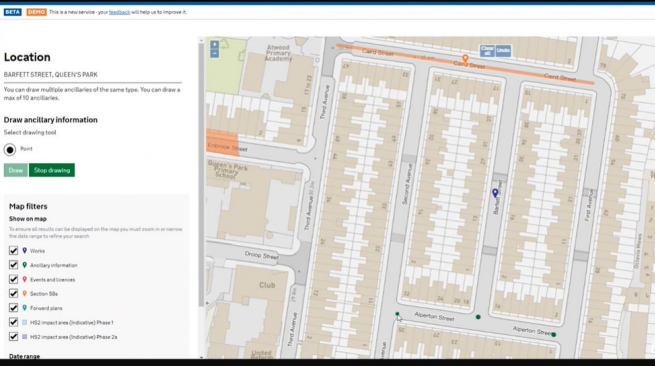 BETA DEMO This is a new service - your feedback will help us to improve it.
Location
BARFETT STREET, QUEEN'S PARK
You can draw multiple ancillaries of the same type. You can draw a
max of 10 ancillaries.
Draw ancillary information
Select drawing tool
Point
Draw Stop drawing
Map filters
Show on map
To ensure all results can be displayed on the map you must zoom in or narrow
the date range to refine your search
Works
Ancillary information
Events and licences
Section 58s
Forward plans
HS2 impact area (Indicative) Phase 1
HS2 impact area (Indicative) Phase 2a
Date range
+
-
Atwood
Primary
Academy
Caird Street
Clear
all
Undo
Caird Street
Caird Street
Third Avenue
Street
Queen's Park
Primary
School
Second Avenue
First Avenue
Third Avenue
Droop Street
Club
Alperton Street
Alperton Street
Third Avenue
United
Reformed